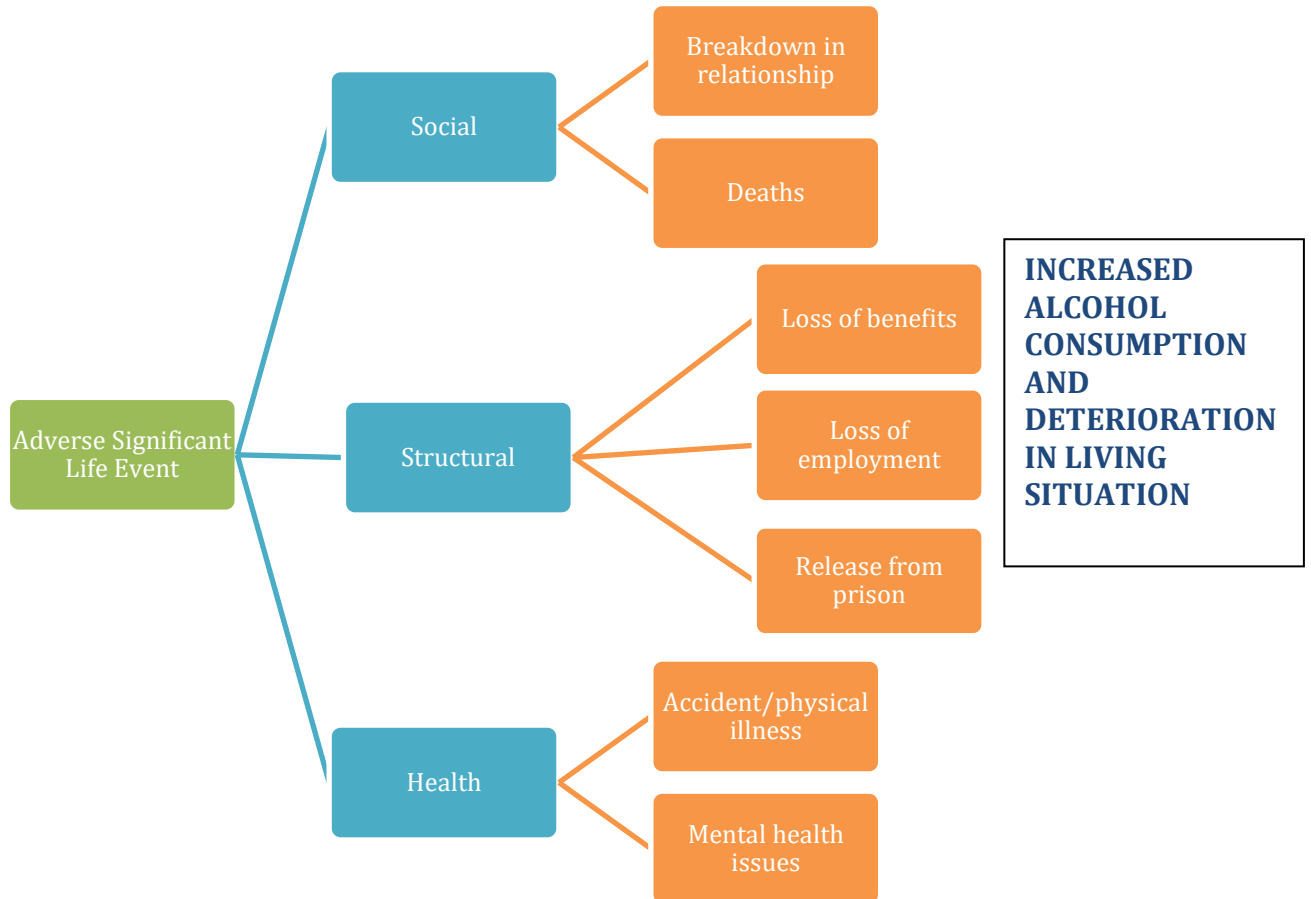 Breakdown in
relationship
Social
Deaths
Adverse Significant
Life Event
Structural
Loss of benefits
Loss of
employment
Release from
prison
Health
Accident/physical
illness
Mental health
issues
INCREASED
ALCOHOL
CONSUMPTION
AND
DETERIORATION
IN LIVING
SITUATION